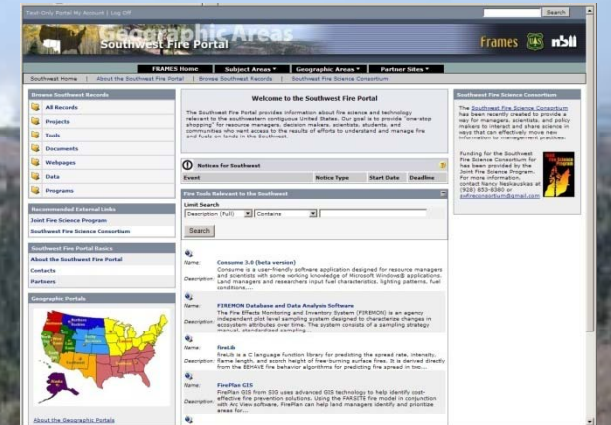 Text-Only Portal My Account | Log Off
Search
Geographic Areas
Southwest Fire Portal
Frames
nbii
FRAMES Home
Subject Areas
Geographic Areas
Partner Sites
Southwest Home | About the Southwest Fire Portal | Browse Southwest Records | Southwest Fire Science Consortium
Browse Southwest Records
All Records
Projects
Tools
Documents
Webpages
Data
Programs
Recommended External Links
Joint Fire Science Program
Southwest Fire Science Consortium
Southwest Fire Portal Basics
About the Southwest Fire Portal
Contacts
Partners
Geographic Portals
About the Geographic Portals
Welcome to the Southwest Fire Portal
The Southwest Fire Portal provides information about fire science and technology
relevant to the southwestern contiguous United States. Our goal is to provide "one-stop
shopping" for resource managers, decision makers, scientists, students, and
communities who want access to the results of efforts to understand and manage fire
and fuels on lands in the Southwest.
Notices for Southwest
Event Notice Type Start Date Deadline
Fire Tools Relevant to the Southwest
Limit Search
Description (Full) Contains
Search
Name: Consume 3.0 (beta version)
Description: Consume is a user-friendly software application designed for resource managers
and scientists with some working knowledge of Microsoft Windows® applications.
Land managers and researchers input fuel characteristics, lighting patterns, fuel
conditions....
Name: FIREMON Database and Data Analysis Software
Description: The Fire Effects Monitoring and Inventory System (FIREMON) is an agency
independent plot level sampling system designed to characterize changes in
ecosystem attributes over time. The system consists of a sampling strategy
manual, standardized sampling...
Name: fireLib
Description: fireLib is a C language function library for predicting the spread rate, intensity,
flame length, and scorch height of free-burning surface fires. It is derived directly
from the BEHAVE fire behavior algorithms for predicting fire spread in two...
Name: FirePlan GIS
Description: FirePlan GIS from SIG uses advanced GIS technology to help identify cost-
effective fire prevention solutions. Using the FARSITE fire model in conjunction
with Arc View software, FirePlan can help land managers identify and prioritize
areas for...
Southwest Fire Science Consortium
The Southwest Fire Science Consortium
has been recently created to provide a
way for managers, scientists, and policy
makers to interact and share science in
ways that can effectively move new
Funding for the Southwest
Fire Science Consortium for
has been provided by the
Joint Fire Science Program.
For more information,
contact Nancy Neskauskas at
(928) 853-8380 or
swfireconsortium@gmail.com